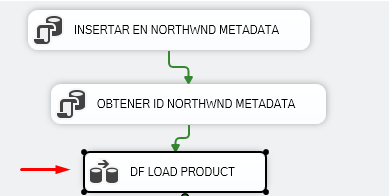 INSERTAR EN NORTHWND METADATA
OBTENER ID NORTHWND METADATA
DF LOAD PRODUCT